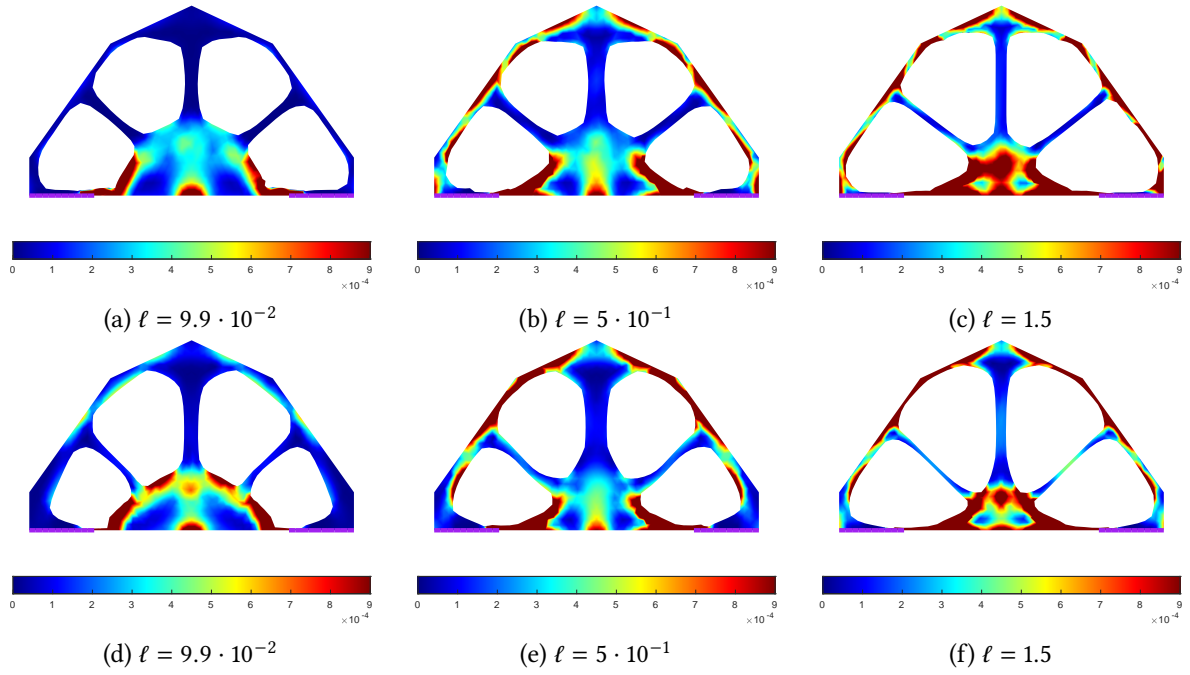 0 1 2 3 4 5 6 7 8 9
×10⁻⁴
0 1 2 3 4 5 6 7 8 9
×10⁻⁴
0 1 2 3 4 5 6 7 8 9
×10⁻⁴
(a) ℓ = 9.9 · 10⁻²
(b) ℓ = 5 · 10⁻¹
(c) ℓ = 1.5
0 1 2 3 4 5 6 7 8 9
×10⁻⁴
0 1 2 3 4 5 6 7 8 9
×10⁻⁴
0 1 2 3 4 5 6 7 8 9
×10⁻⁴
(d) ℓ = 9.9 · 10⁻²
(e) ℓ = 5 · 10⁻¹
(f) ℓ = 1.5